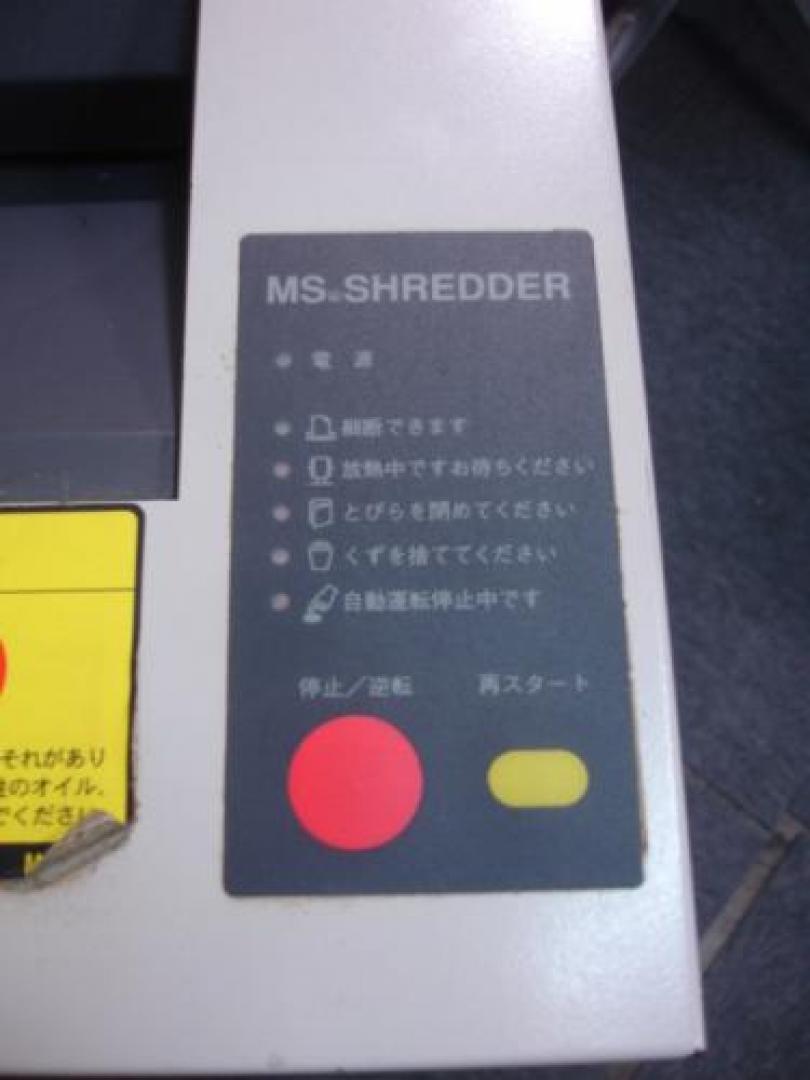 MS SHREDDER
電 源
細断できます
放熱中ですお待ちください
とびらを閉めてください
くずを捨ててください
自動運転停止中です
停止／逆転
再スタート
それがあり
のオイル.
でください